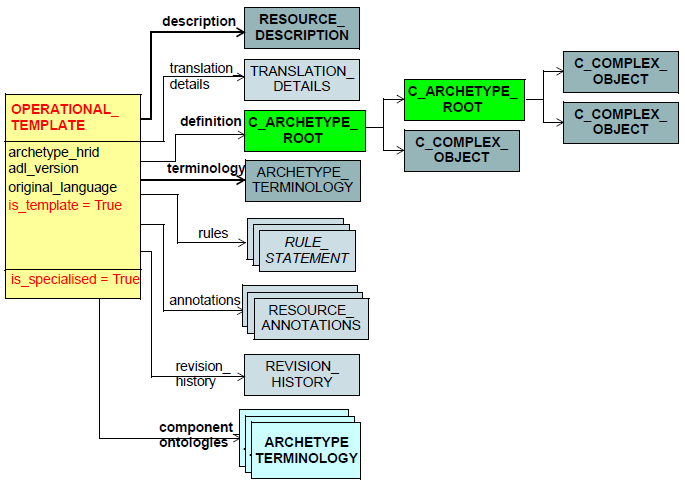 description
RESOURCE_
DESCRIPTION
translation_
details
TRANSLATION_
DETAILS
C_COMPLEX_
OBJECT
C_ARCHETYPE_
ROOT
C_COMPLEX_
OBJECT
OPERATIONAL_
TEMPLATE
archetype_hrid
adl_version
original_language
is_template = True
is_specialised = True
definition
C_ARCHETYPE_
ROOT
C_COMPLEX_
OBJECT
terminology
ARCHETYPE_
TERMINOLOGY
rules
RULE_
STATEMENT
annotations
RESOURCE_
ANNOTATIONS
revision_
history
REVISION_
HISTORY
component
ontologies
ARCHETYPE
TERMINOLOGY